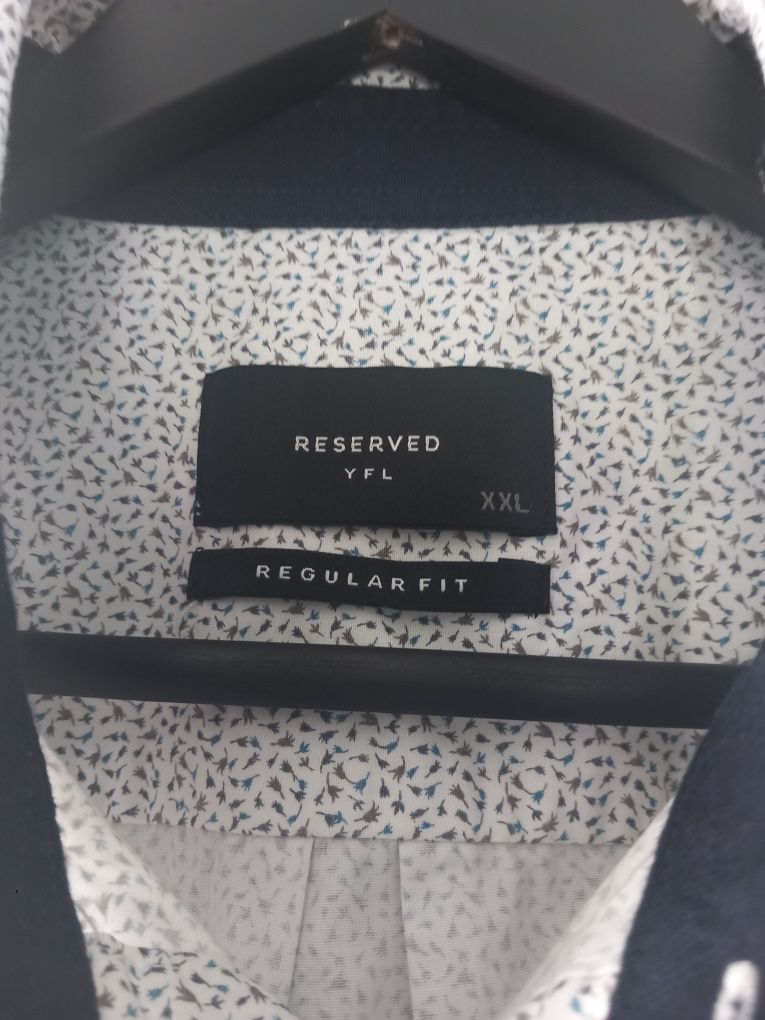 RESERVED
YFL
XXL
REGULAR FIT